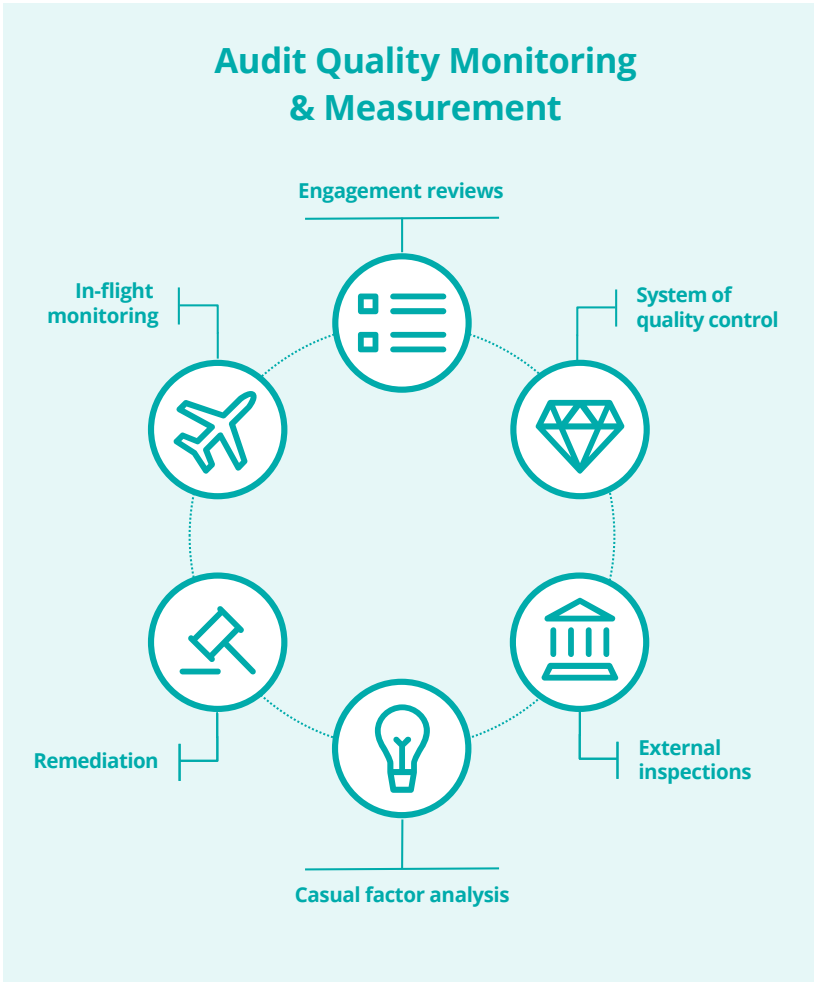 Audit Quality Monitoring
& Measurement
Engagement reviews
In-flight
monitoring
System of
quality control
Remediation
External
inspections
Casual factor analysis